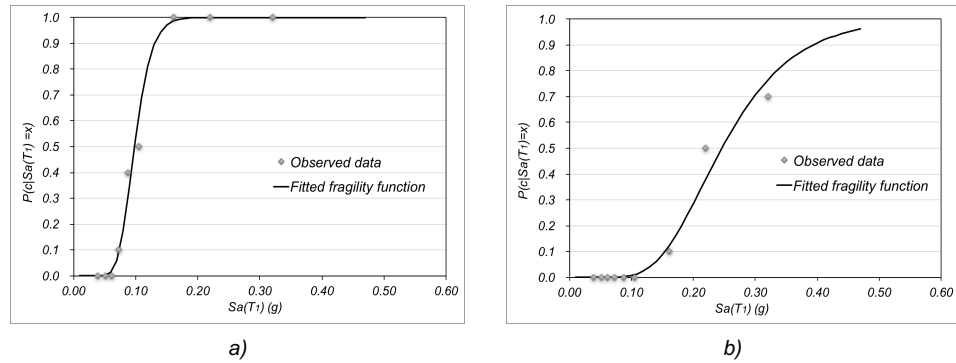 1.0
0.9
0.8
0.7
0.6
0.5
0.4
0.3
0.2
0.1
0.0
P(c|Sa(T1) =x)
Observed data
Fitted fragility function
0.00 0.10 0.20 0.30 0.40 0.50 0.60
Sa(T1) (g)
a)
1.0
0.9
0.8
0.7
0.6
0.5
0.4
0.3
0.2
0.1
0.0
P(c|Sa(T1)=x)
Observed data
Fitted fragility function
0.00 0.10 0.20 0.30 0.40 0.50 0.60
Sa(T1) (g)
b)